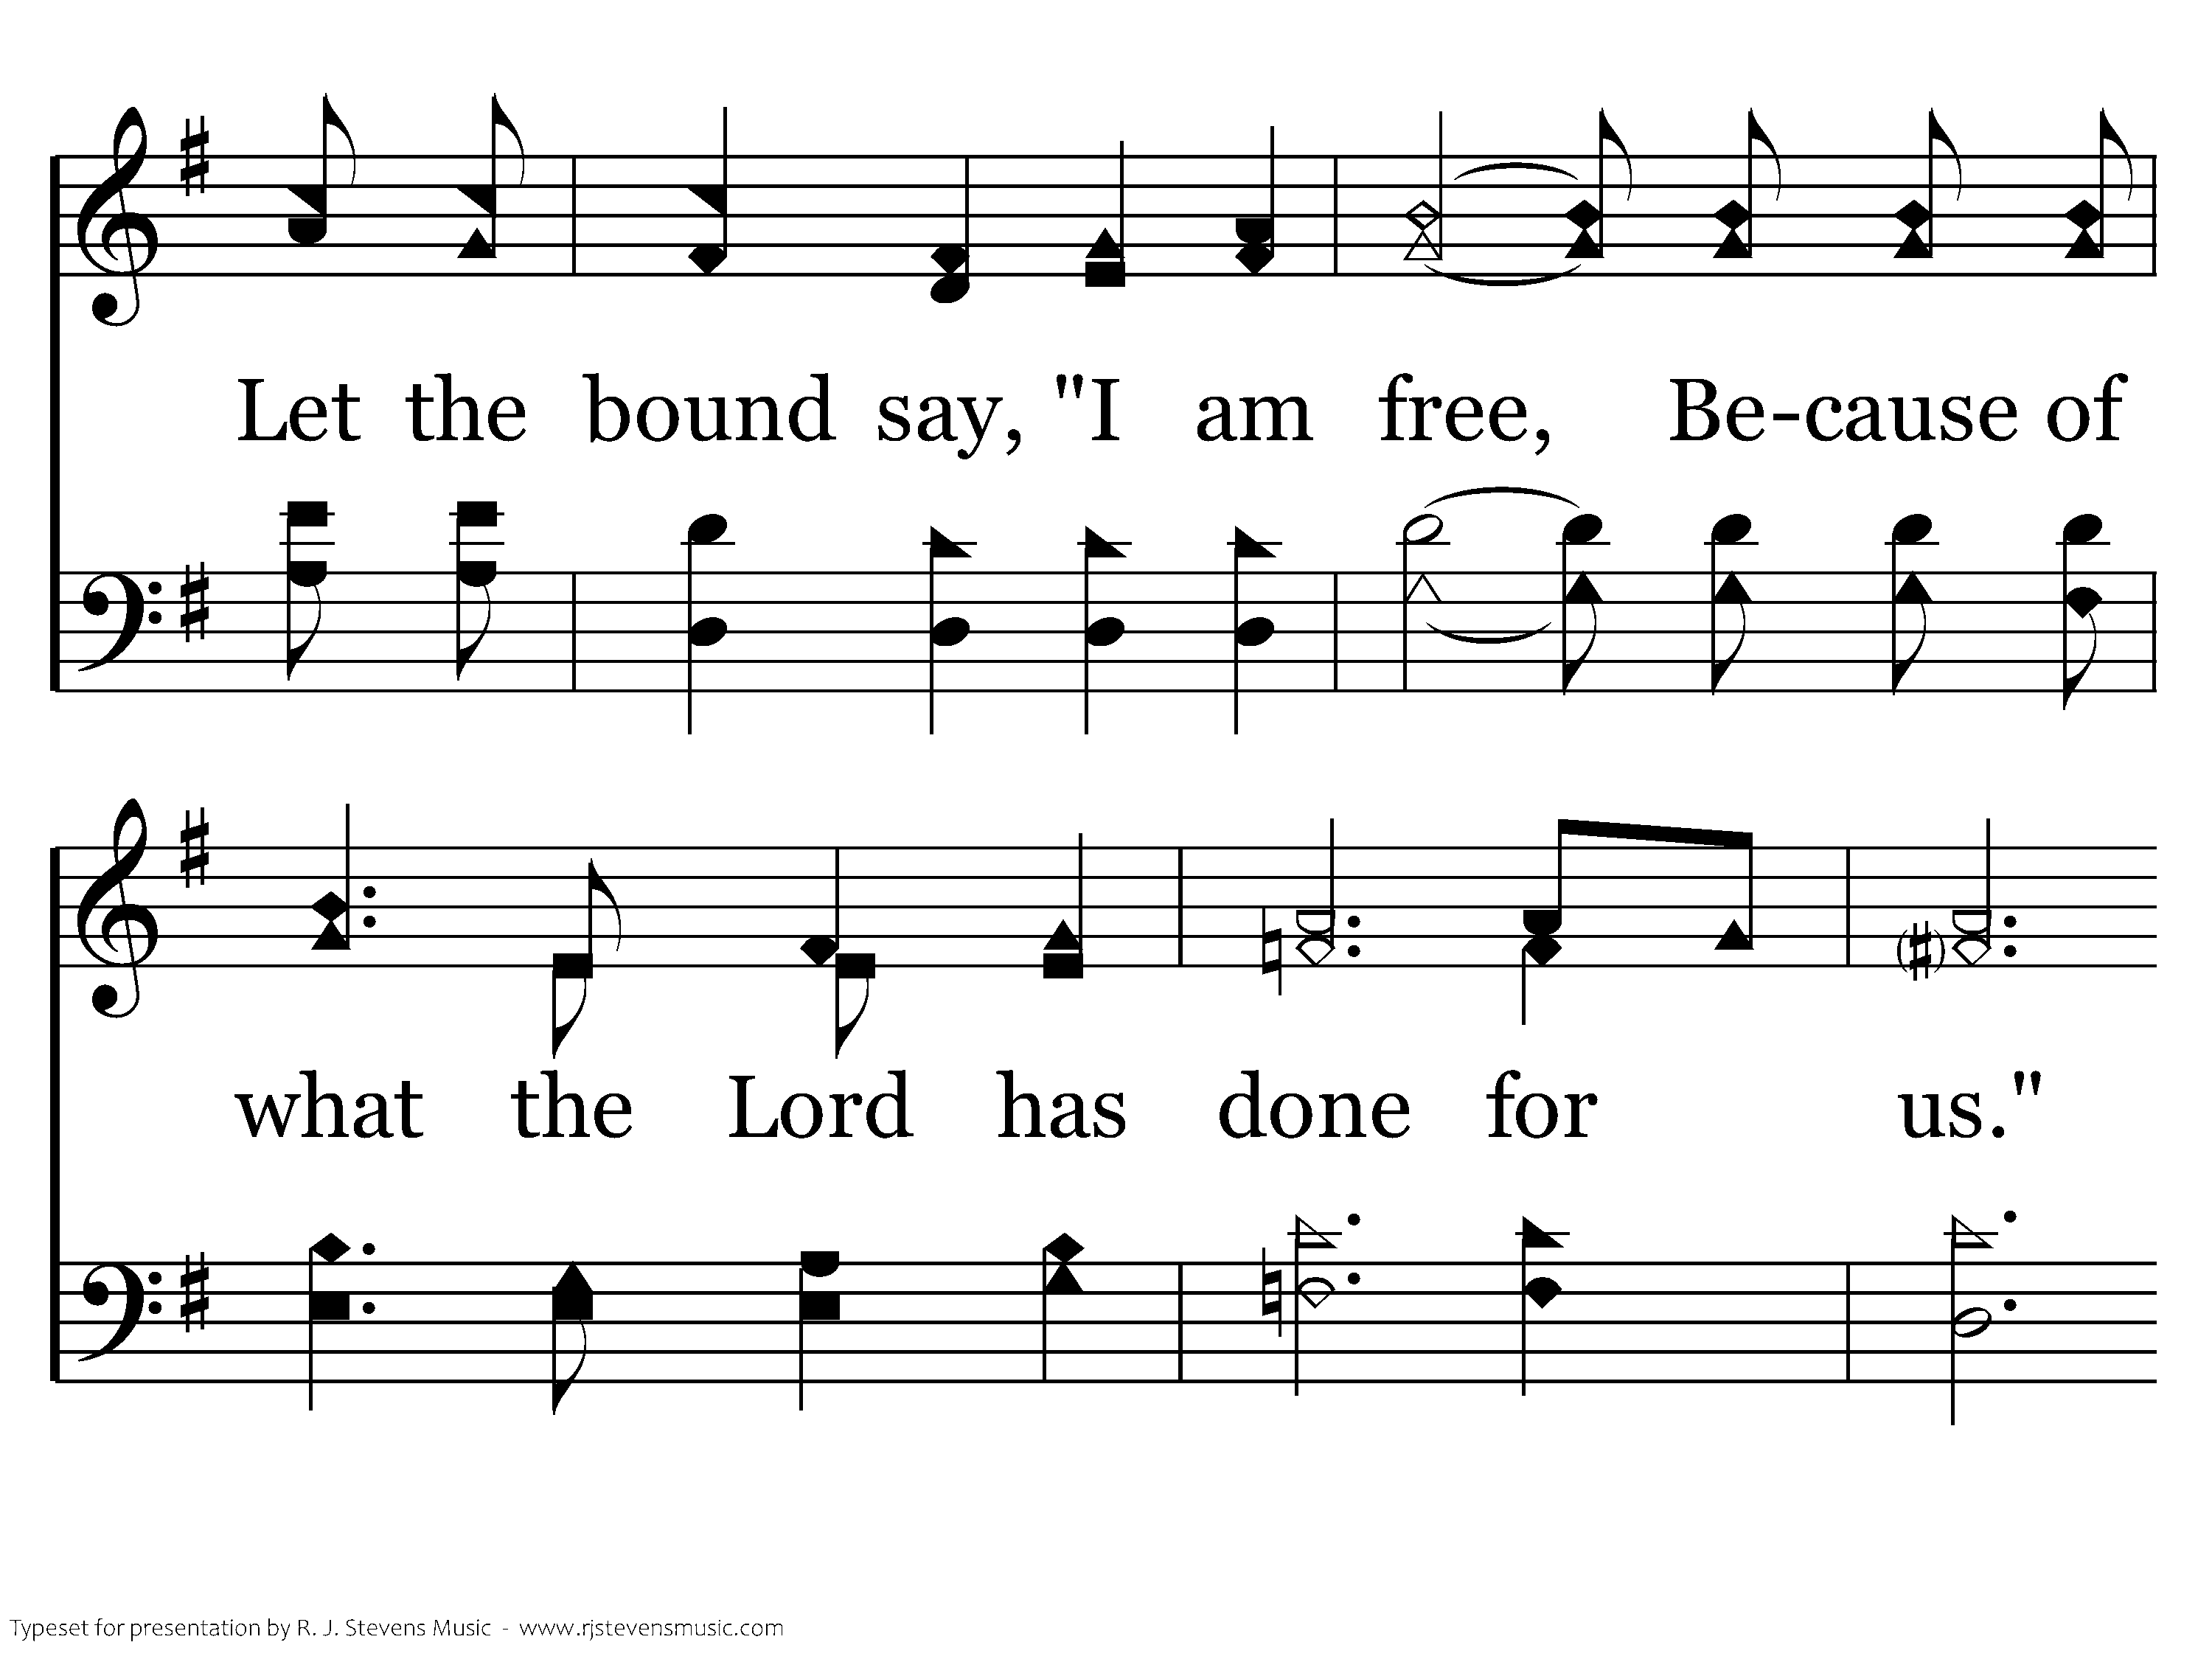 Let the bound say, "I am free, Be-cause of
what the Lord has done for us."
Typeset for presentation by R. J. Stevens Music - www.rjstevensmusic.com